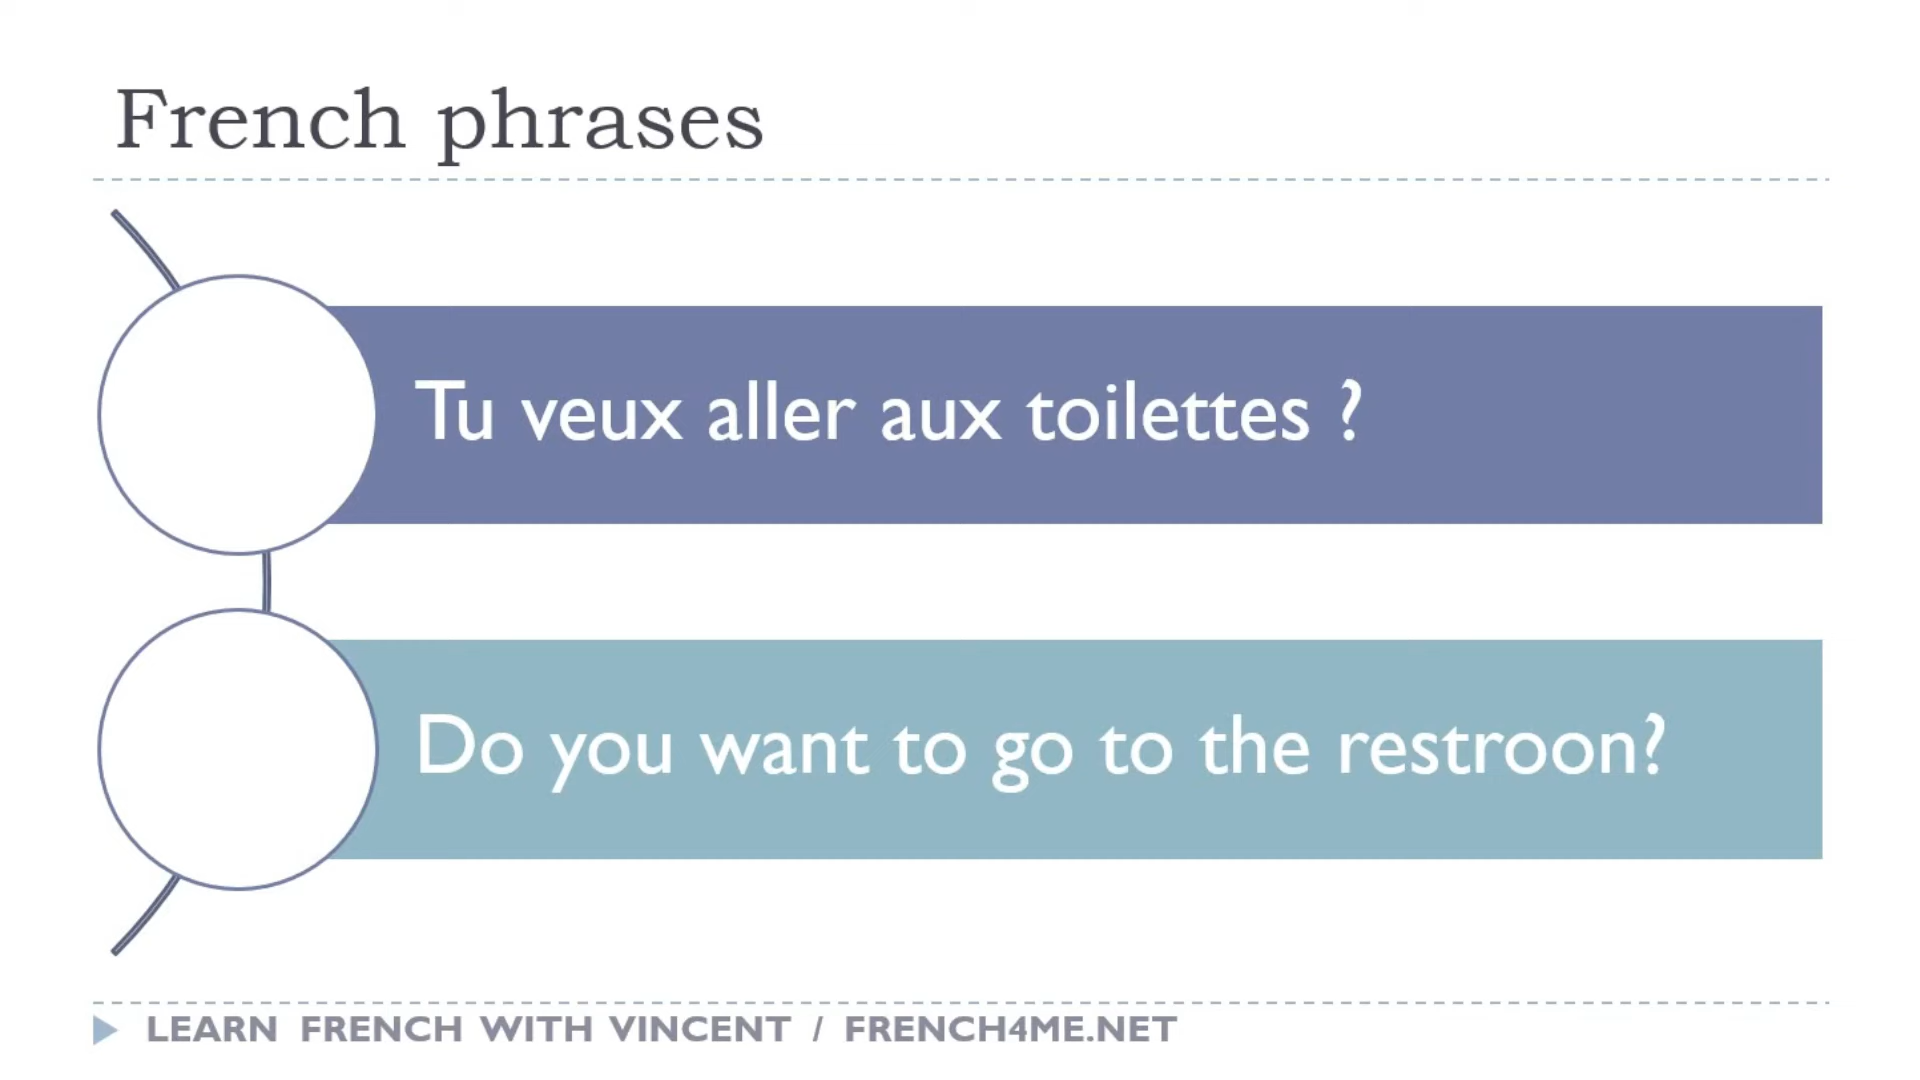 French phrases
Tu veux aller aux toilettes ?
Do you want to go to the restroon?
LEARN FRENCH WITH VINCENT / FRENCH4ME.NET